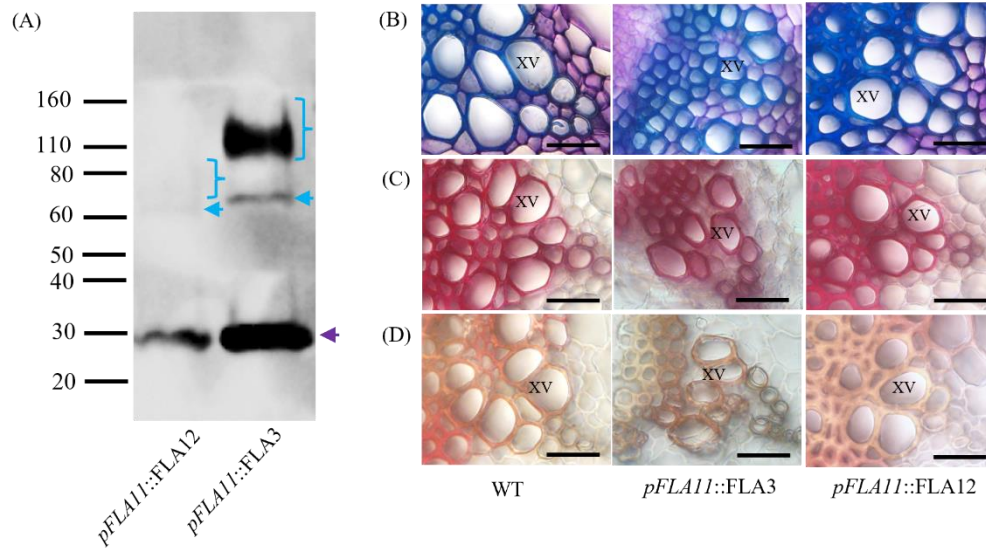 (A)
160
110
80
60
50
40
30
20
pFLA11::FLA12
pFLA11::FLA3
(B)
XV
XV
XV
(C)
XV
XV
XV
(D)
XV
XV
XV
WT
pFLA11::FLA3
pFLA11::FLA12